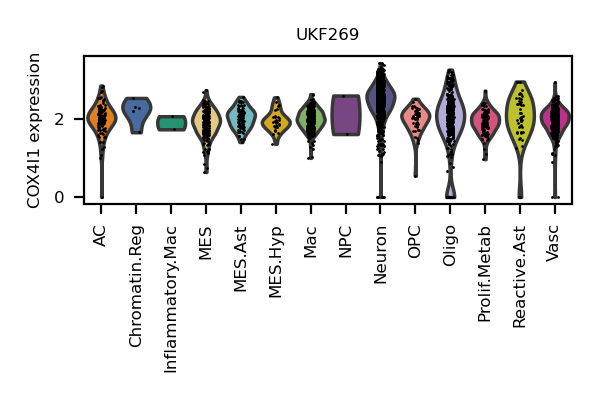 UKF269
COX4I1 expression
2
0
AC
Chromatin.Reg
Inflammatory.Mac
MES
MES.Ast
MES.Hyp
Mac
NPC
Neuron
OPC
Oligo
Prolif.Metab
Reactive.Ast
Vasc